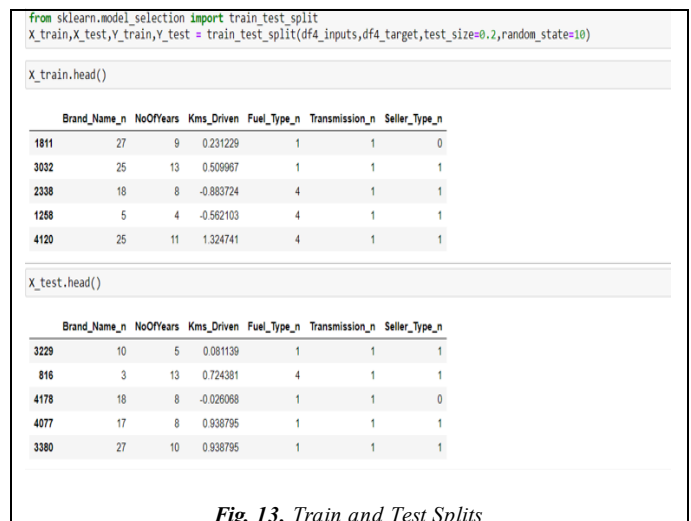 from sklearn.model_selection import train_test_split
X_train,X_test,Y_train,Y_test = train_test_split(df4_inputs,df4_target,test_size=0.2,random_state=10)
X_train.head()
Brand_Name_n NoOfYears Kms_Driven Fuel_Type_n Transmission_n Seller_Type_n
1811 27 9 0.231229 1 1 0
3032 25 13 0.509967 1 1 1
2338 18 8 -0.883724 4 1 1
1258 5 4 -0.562103 4 1 1
4120 25 11 1.324741 4 1 1
X_test.head()
Brand_Name_n NoOfYears Kms_Driven Fuel_Type_n Transmission_n Seller_Type_n
3229 10 5 0.081139 1 1 1
816 3 13 0.724381 4 1 1
4178 18 8 -0.026068 1 1 0
4077 17 8 0.938795 1 1 1
3380 27 10 0.938795 1 1 1
Fig. 13. Train and Test Splits